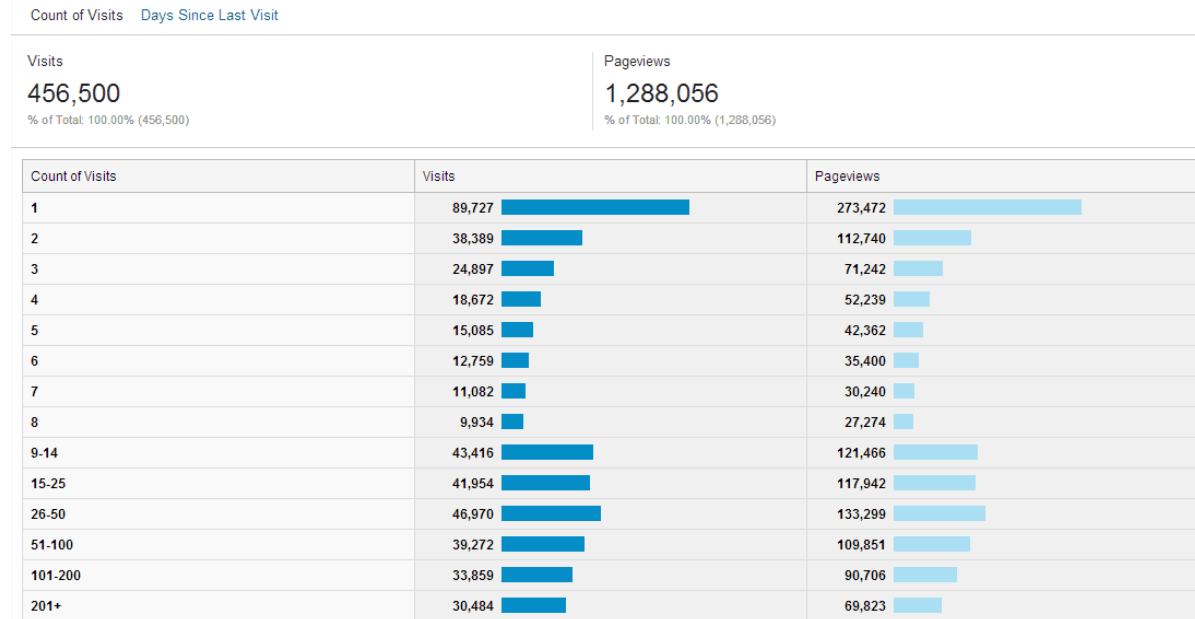 Count of Visits Days Since Last Visit
Visits Pageviews
456,500 1,288,056
% of Total: 100.00% (456,500) % of Total: 100.00% (1,288,056)
Count of Visits Visits Pageviews
1 89,727 273,472
2 38,389 112,740
3 24,897 71,242
4 18,672 52,239
5 15,085 42,362
6 12,759 35,400
7 11,082 30,240
8 9,934 27,274
9-14 43,416 121,466
15-25 41,954 117,942
26-50 46,970 133,299
51-100 39,272 109,851
101-200 33,859 90,706
201+ 30,484 69,823